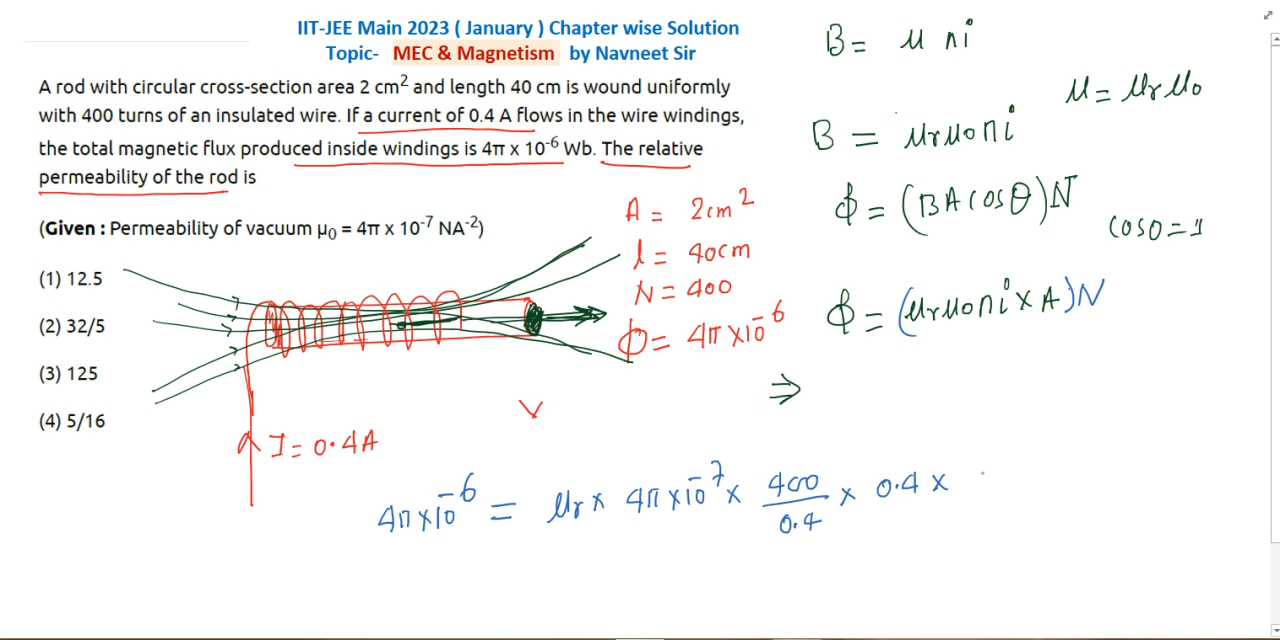 IIT-JEE Main 2023 ( January ) Chapter wise Solution
Topic- MEC & Magnetism by Navneet Sir
A rod with circular cross-section area 2 cm² and length 40 cm is wound uniformly
with 400 turns of an insulated wire. If a current of 0.4 A flows in the wire windings,
the total magnetic flux produced inside windings is 4π x 10⁻⁶ Wb. The relative
permeability of the rod is
(Given : Permeability of vacuum μ₀ = 4π x 10⁻⁷ NA⁻²)
(1) 12.5
(2) 32/5
(3) 125
(4) 5/16
I = 0.4A
A = 2cm²
l = 40cm
N = 400
Φ = 4π×10⁻⁶
B = μ ni
μ = μrμ₀
B = μrμ₀ni
ϕ = (BA cosθ)N
cos0 = 1
ϕ = (μrμ₀ni × A)N
⇒
4π×10⁻⁶ = μr × 4π×10⁻⁷ × 400/0.4 × 0.4 ×